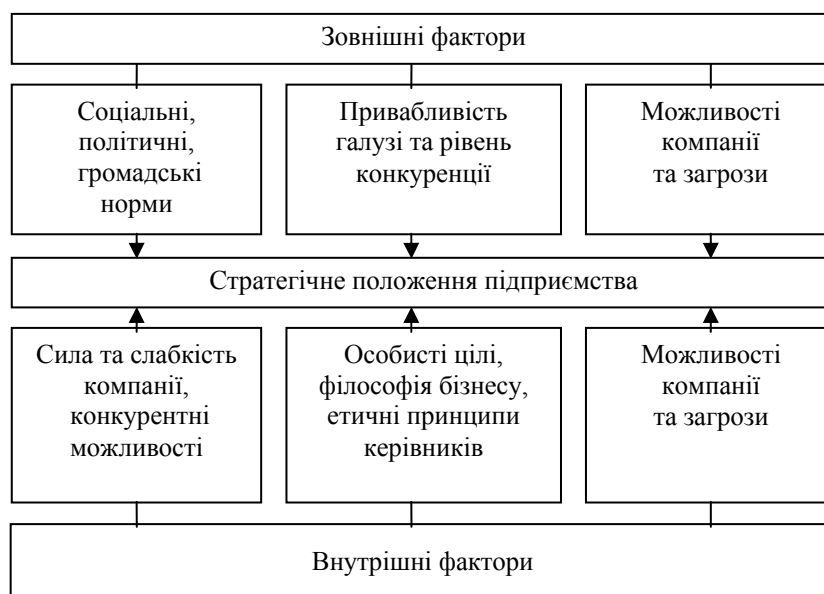 Зовнішні фактори
Соціальні,
політичні,
громадські
норми
Привабливість
галузі та рівень
конкуренції
Можливості
компанії
та загрози
Стратегічне положення підприємства
Сила та слабкість
компанії,
конкурентні
можливості
Особисті цілі,
філософія бізнесу,
етичні принципи
керівників
Можливості
компанії
та загрози
Внутрішні фактори